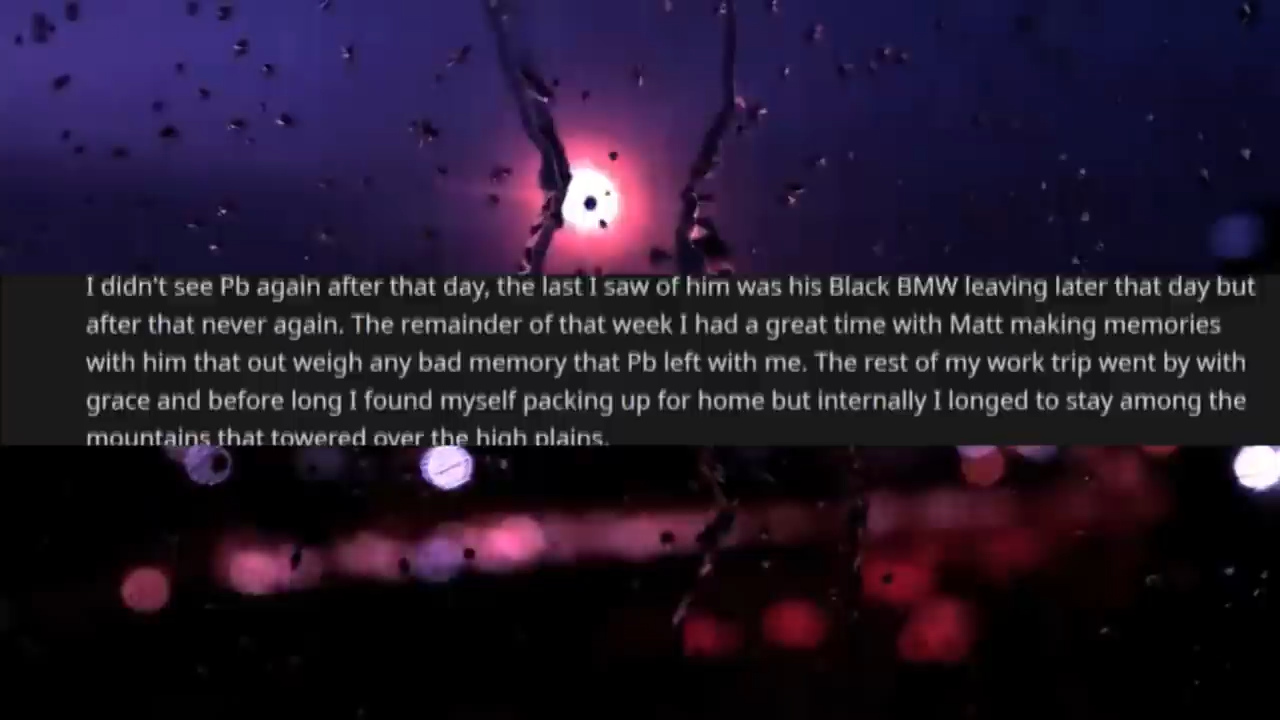 I didn't see Pb again after that day, the last I saw of him was his Black BMW leaving later that day but
after that never again. The remainder of that week I had a great time with Matt making memories
with him that out weigh any bad memory that Pb left with me. The rest of my work trip went by with
grace and before long I found myself packing up for home but internally I longed to stay among the
mountains that towered over the high plains.